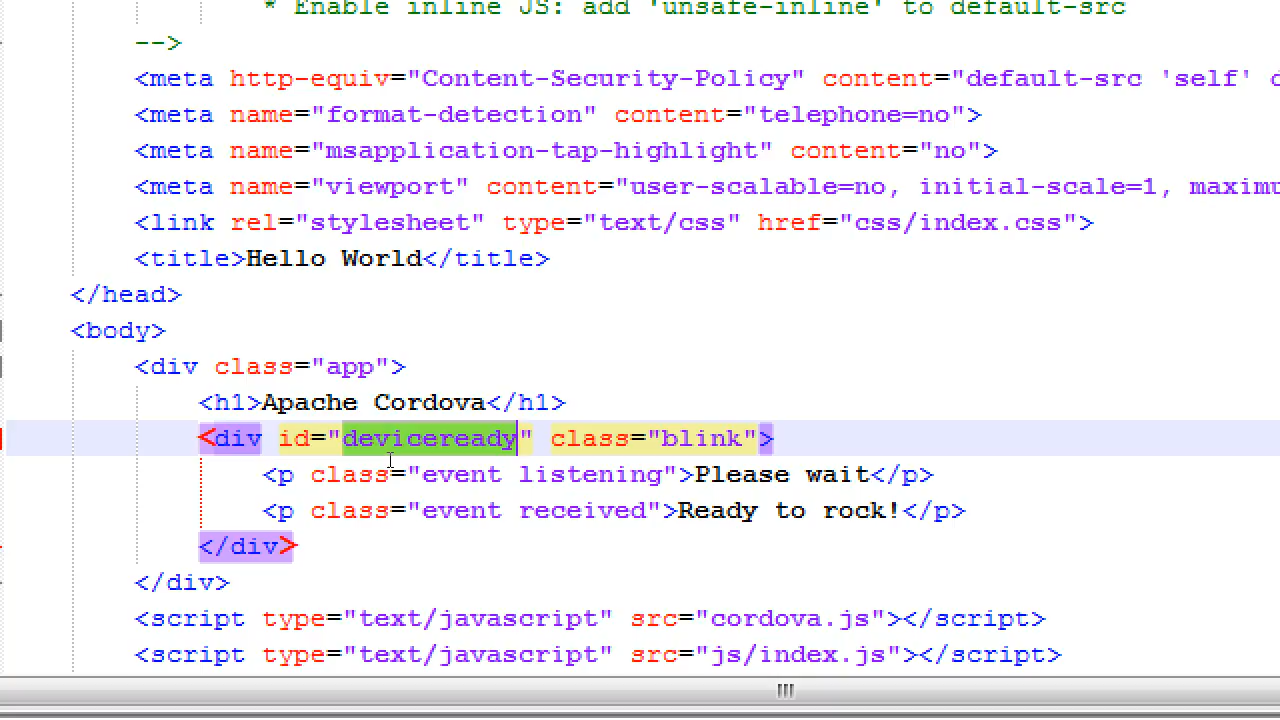 * Enable inline JS: add 'unsafe-inline' to default-src
-->
<meta http-equiv="Content-Security-Policy" content="default-src 'self' d
<meta name="format-detection" content="telephone=no">
<meta name="msapplication-tap-highlight" content="no">
<meta name="viewport" content="user-scalable=no, initial-scale=1, maximu
<link rel="stylesheet" type="text/css" href="css/index.css">
<title>Hello World</title>
</head>
<body>
<div class="app">
<h1>Apache Cordova</h1>
<div id="deviceready" class="blink">
<p class="event listening">Please wait</p>
<p class="event received">Ready to rock!</p>
</div>
</div>
<script type="text/javascript" src="cordova.js"></script>
<script type="text/javascript" src="js/index.js"></script>